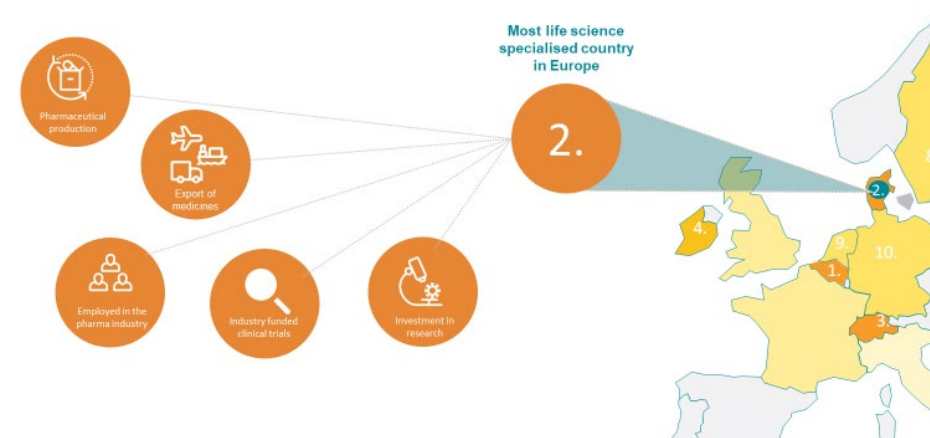 Most life science
specialised country
in Europe
2.
Pharmaceutical
production
Export of
medicines
Employed in the
pharma industry
Industry funded
clinical trials
Investment in
research
8
2.
4.
9.
10.
1.
3.